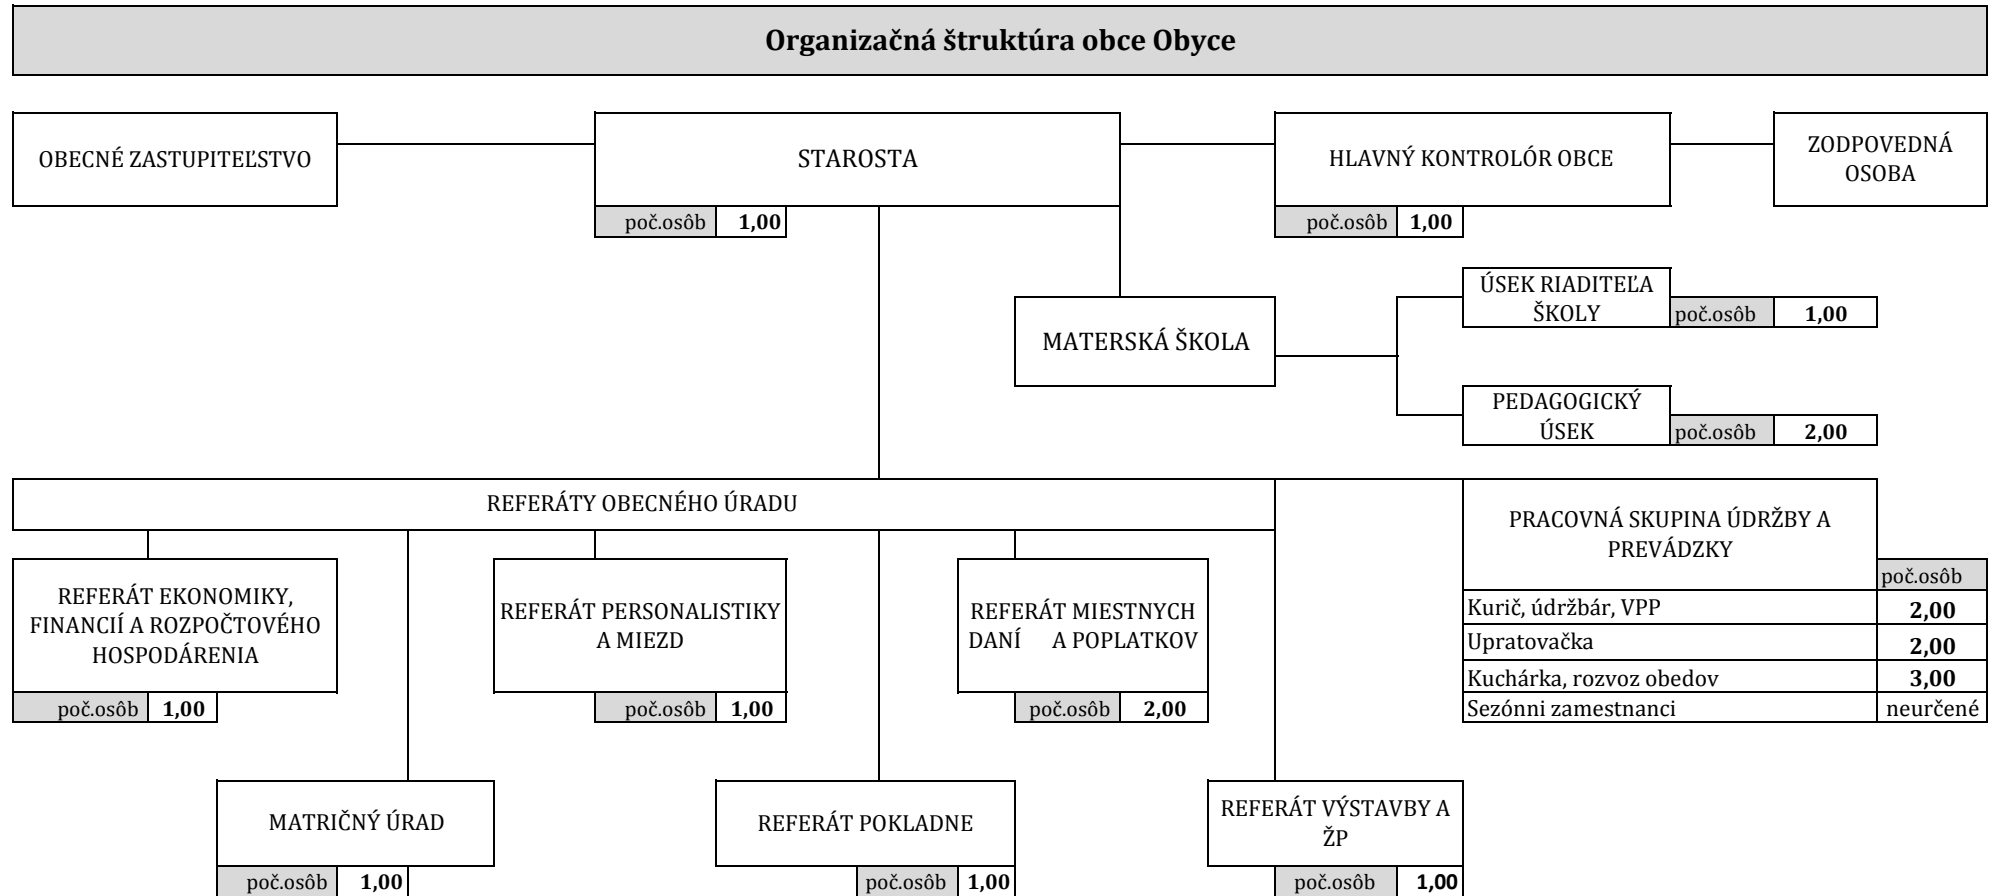 Organizačná štruktúra obce Obyce
OBECNÉ ZASTUPITEĽSTVO
STAROSTA
poč.osôb 1,00
HLAVNÝ KONTROLÓR OBCE
poč.osôb 1,00
ZODPOVEDNÁ
OSOBA
MATERSKÁ ŠKOLA
ÚSEK RIADITEĽA
ŠKOLY
poč.osôb 1,00
PEDAGOGICKÝ
ÚSEK
poč.osôb 2,00
REFERÁTY OBECNÉHO ÚRADU
REFERÁT EKONOMIKY,
FINANCIÍ A ROZPOČTOVÉHO
HOSPODÁRENIA
poč.osôb 1,00
REFERÁT PERSONALISTIKY
A MIEZD
poč.osôb 1,00
REFERÁT MIESTNYCH
DANÍ A POPLATKOV
poč.osôb 2,00
PRACOVNÁ SKUPINA ÚDRŽBY A
PREVÁDZKY
poč.osôb
Kurič, údržbár, VPP 2,00
Upratovačka 2,00
Kuchárka, rozvoz obedov 3,00
Sezónni zamestnanci neurčené
MATRIČNÝ ÚRAD
poč.osôb 1,00
REFERÁT POKLADNE
poč.osôb 1,00
REFERÁT VÝSTAVBY A
ŽP
poč.osôb 1,00